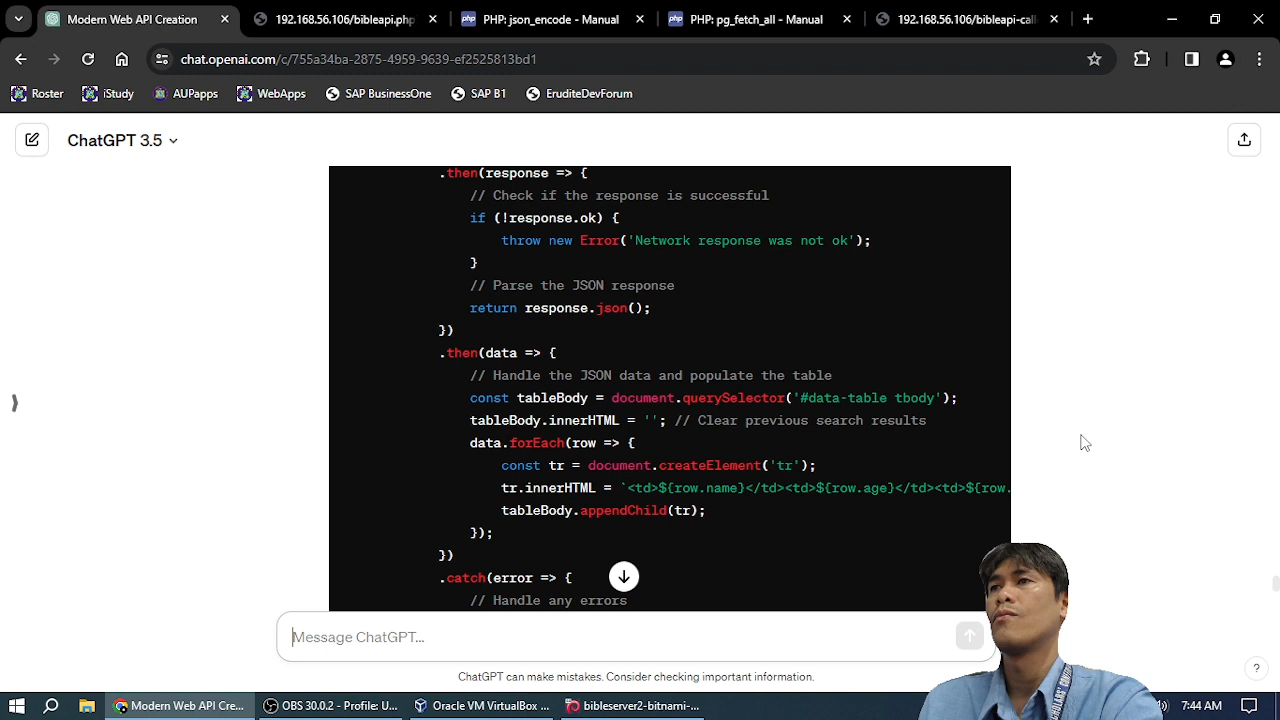 Modern Web API Creation
192.168.56.106/bibleapi.php
PHP: json_encode - Manual
PHP: pg_fetch_all - Manual
192.168.56.106/bibleapi-call
chat.openai.com/c/755a34ba-2875-4959-9639-ef2525813bd1
Roster
iStudy
AUPapps
WebApps
SAP BusinessOne
SAP B1
EruditeDevForum
ChatGPT 3.5
.then(response => {
// Check if the response is successful
if (!response.ok) {
throw new Error('Network response was not ok');
}
// Parse the JSON response
return response.json();
})
.then(data => {
// Handle the JSON data and populate the table
const tableBody = document.querySelector('#data-table tbody');
tableBody.innerHTML = ''; // Clear previous search results
data.forEach(row => {
const tr = document.createElement('tr');
tr.innerHTML = `<td>${row.name}</td><td>${row.age}</td><td>${row.
tableBody.appendChild(tr);
});
})
.catch(error => {
// Handle any errors
Message ChatGPT...
ChatGPT can make mistakes. Consider checking important information.
?
Modern Web API Cre...
OBS 30.0.2 - Profile U...
Oracle VM VirtualBox ...
bibleserver2-bitnami-...
7:44 AM